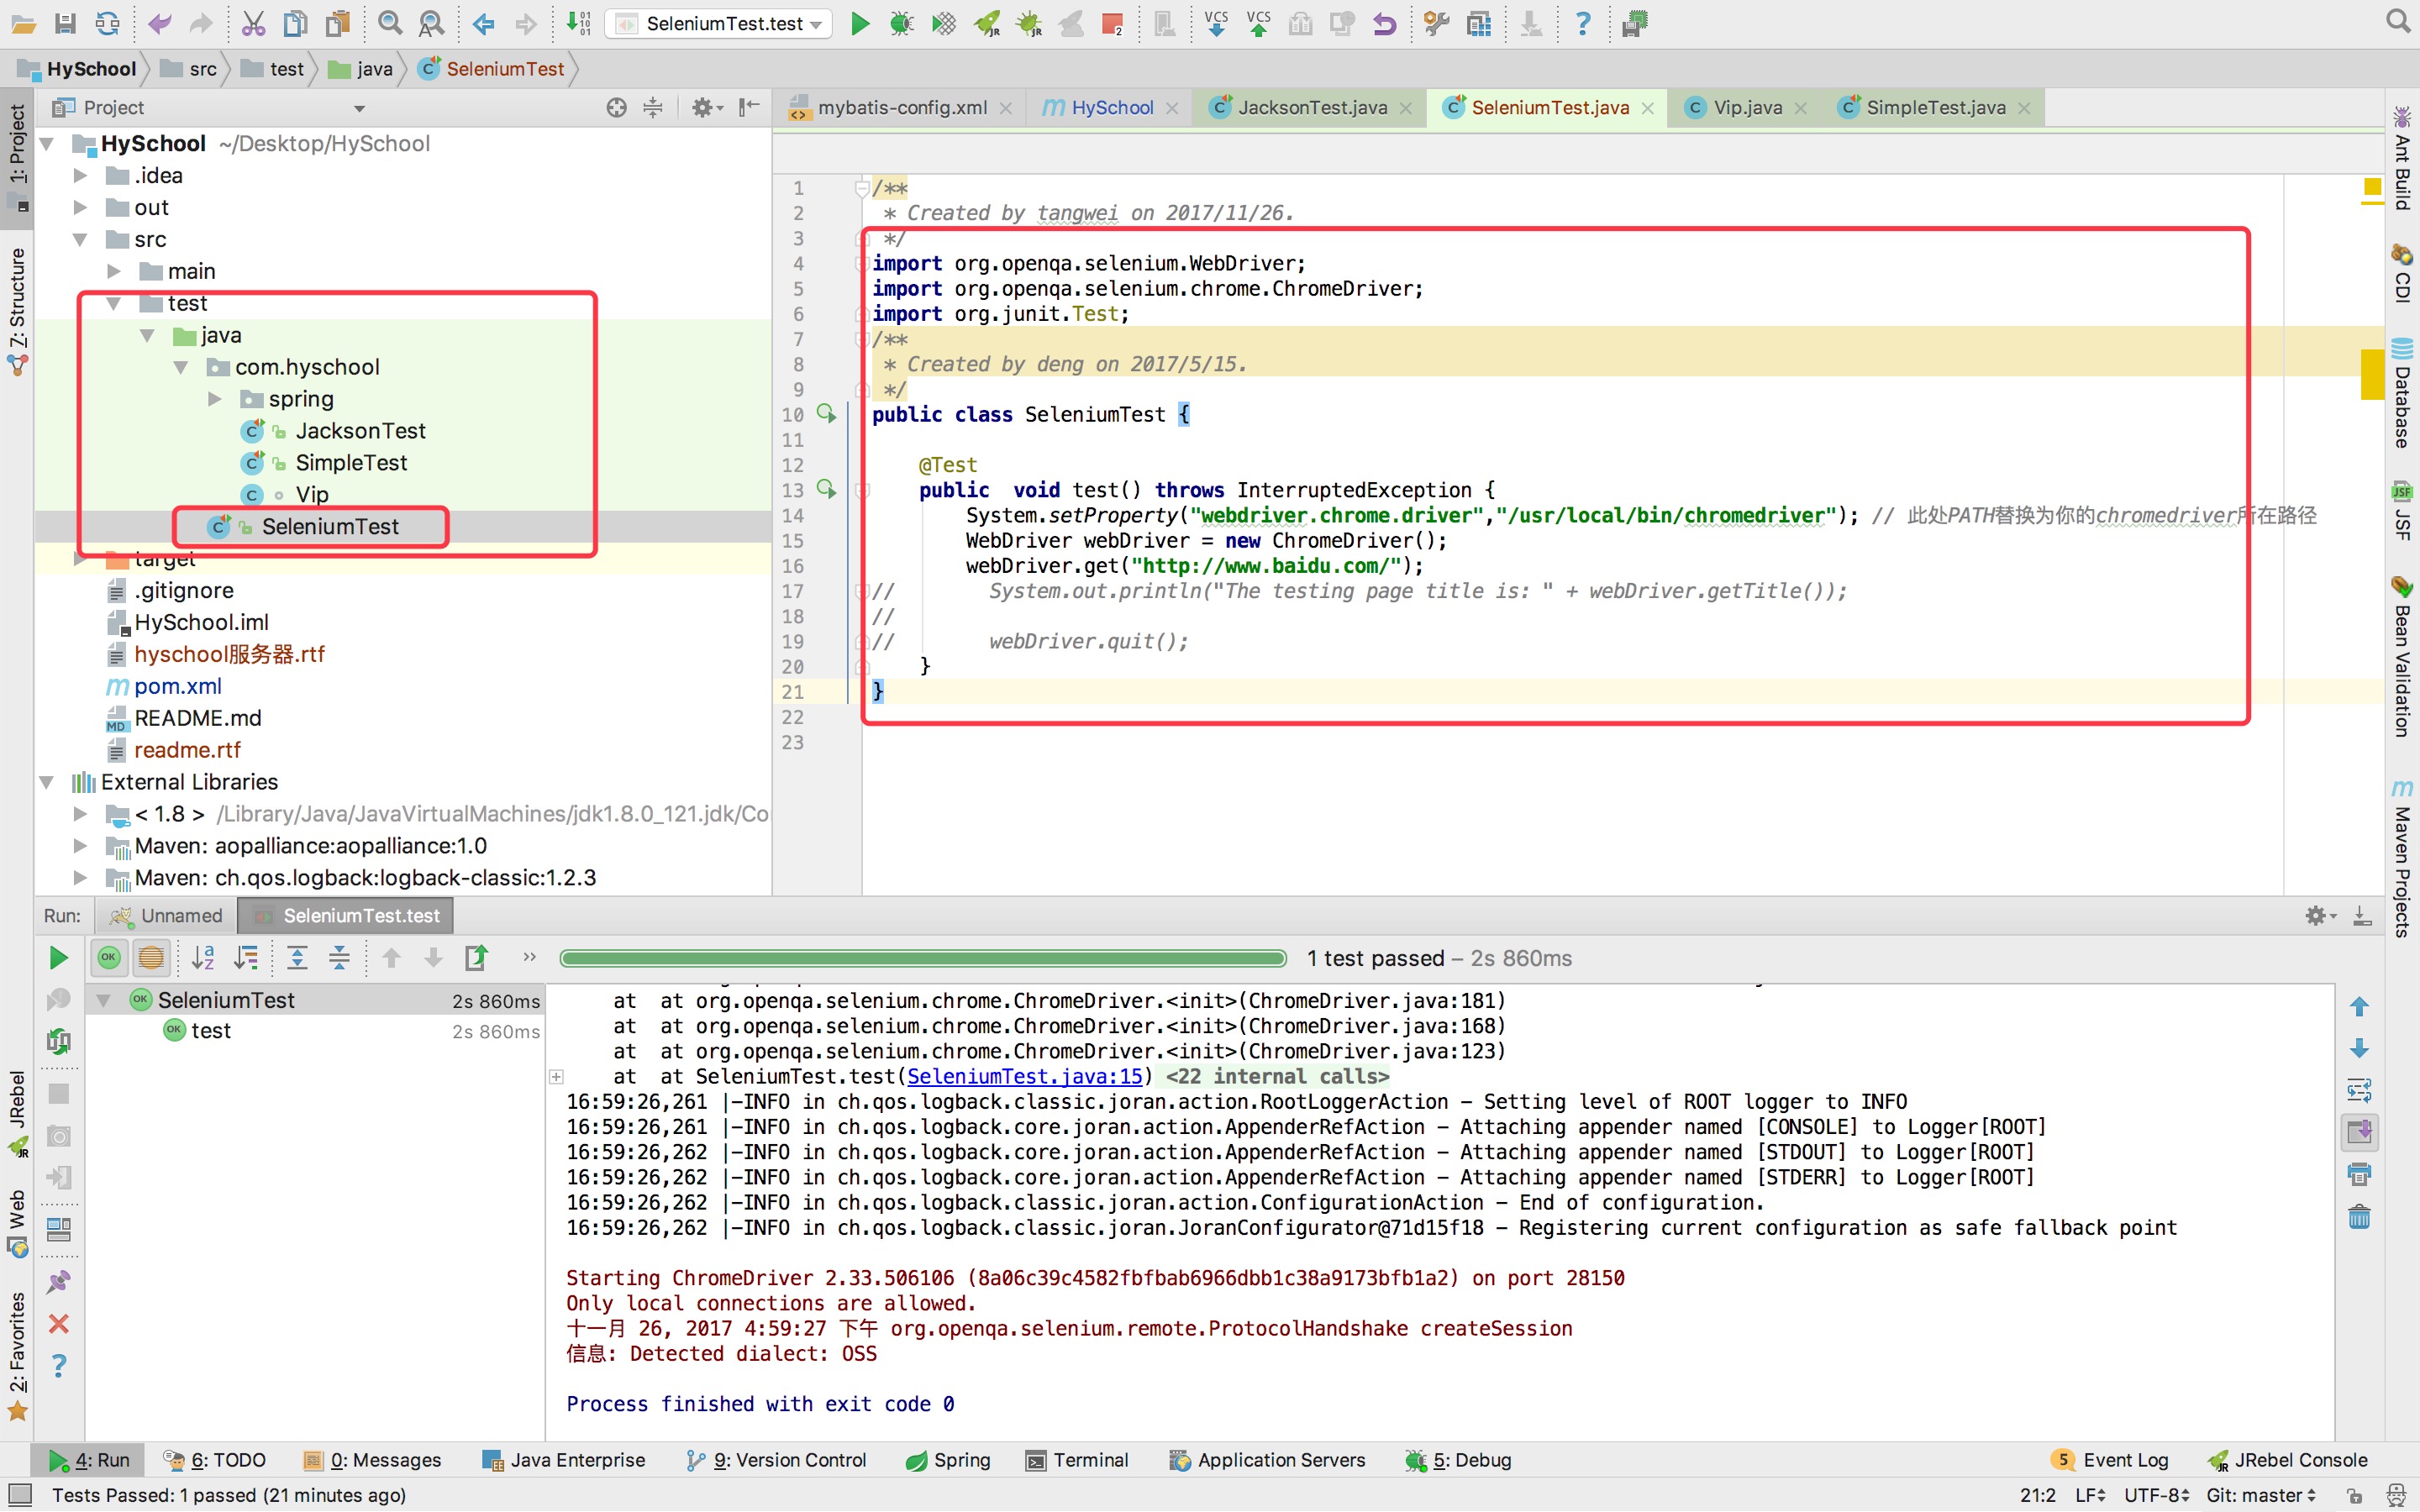 SeleniumTest.test
HySchool
src
test
java
SeleniumTest
1: Project
7: Structure
JRebel
Web
2: Favorites
Project
HySchool ~/Desktop/HySchool
.idea
out
src
main
test
java
com.hyschool
spring
JacksonTest
SimpleTest
Vip
SeleniumTest
target
.gitignore
HySchool.iml
hyschool服务器.rtf
pom.xml
README.md
readme.rtf
External Libraries
< 1.8 > /Library/Java/JavaVirtualMachines/jdk1.8.0_121.jdk/Co
Maven: aopalliance:aopalliance:1.0
Maven: ch.qos.logback:logback-classic:1.2.3
mybatis-config.xml
HySchool
JacksonTest.java
SeleniumTest.java
Vip.java
SimpleTest.java
1 /**
2 * Created by tangwei on 2017/11/26.
3 */
4 import org.openqa.selenium.WebDriver;
5 import org.openqa.selenium.chrome.ChromeDriver;
6 import org.junit.Test;
7 /**
8 * Created by deng on 2017/5/15.
9 */
10 public class SeleniumTest {
11
12 @Test
13 public  void test() throws InterruptedException {
14 System.setProperty("webdriver.chrome.driver","/usr/local/bin/chromedriver"); // 此处PATH替换为你的chromedriver所在路径
15 WebDriver webDriver = new ChromeDriver();
16 webDriver.get("http://www.baidu.com/");
17 // System.out.println("The testing page title is: " + webDriver.getTitle());
18 //
19 // webDriver.quit();
20 }
21 }
22
23
Ant Build
CDI
Database
JSF
Bean Validation
Maven Projects
Run:
Unnamed
SeleniumTest.test
1 test passed – 2s 860ms
SeleniumTest 2s 860ms
test 2s 860ms
at  at org.openqa.selenium.chrome.ChromeDriver.<init>(ChromeDriver.java:181)
at  at org.openqa.selenium.chrome.ChromeDriver.<init>(ChromeDriver.java:168)
at  at org.openqa.selenium.chrome.ChromeDriver.<init>(ChromeDriver.java:123)
at  at SeleniumTest.test(SeleniumTest.java:15) <22 internal calls>
16:59:26,261 |-INFO in ch.qos.logback.classic.joran.action.RootLoggerAction - Setting level of ROOT logger to INFO
16:59:26,261 |-INFO in ch.qos.logback.core.joran.action.AppenderRefAction - Attaching appender named [CONSOLE] to Logger[ROOT]
16:59:26,262 |-INFO in ch.qos.logback.core.joran.action.AppenderRefAction - Attaching appender named [STDOUT] to Logger[ROOT]
16:59:26,262 |-INFO in ch.qos.logback.core.joran.action.AppenderRefAction - Attaching appender named [STDERR] to Logger[ROOT]
16:59:26,262 |-INFO in ch.qos.logback.classic.joran.action.ConfigurationAction - End of configuration.
16:59:26,262 |-INFO in ch.qos.logback.classic.joran.JoranConfigurator@71d15f18 - Registering current configuration as safe fallback point
Starting ChromeDriver 2.33.506106 (8a06c39c4582fbfbab6966dbb1c38a9173bfb1a2) on port 28150
Only local connections are allowed.
十一月 26, 2017 4:59:27 下午 org.openqa.selenium.remote.ProtocolHandshake createSession
信息: Detected dialect: OSS
Process finished with exit code 0
4: Run
6: TODO
0: Messages
Java Enterprise
9: Version Control
Spring
Terminal
Application Servers
5: Debug
5 Event Log
JRebel Console
Tests Passed: 1 passed (21 minutes ago)
21:2
LF
UTF-8
Git: master